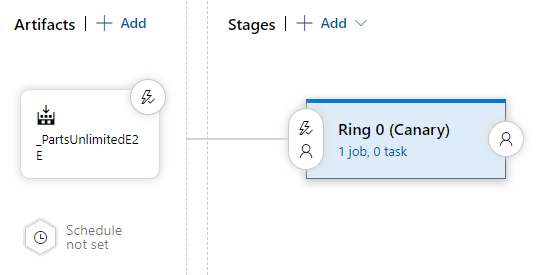 Artifacts | + Add
Stages | + Add
_PartsUnlimitedE2
E
Ring 0 (Canary)
1 job, 0 task
Schedule
not set